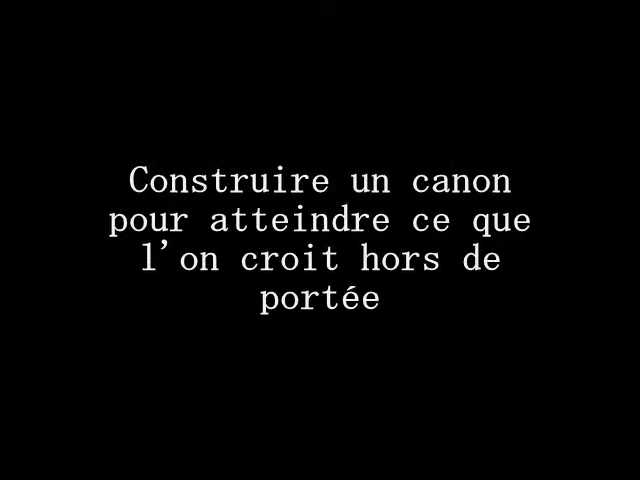 Construire un canon
pour atteindre ce que
l'on croit hors de
portée